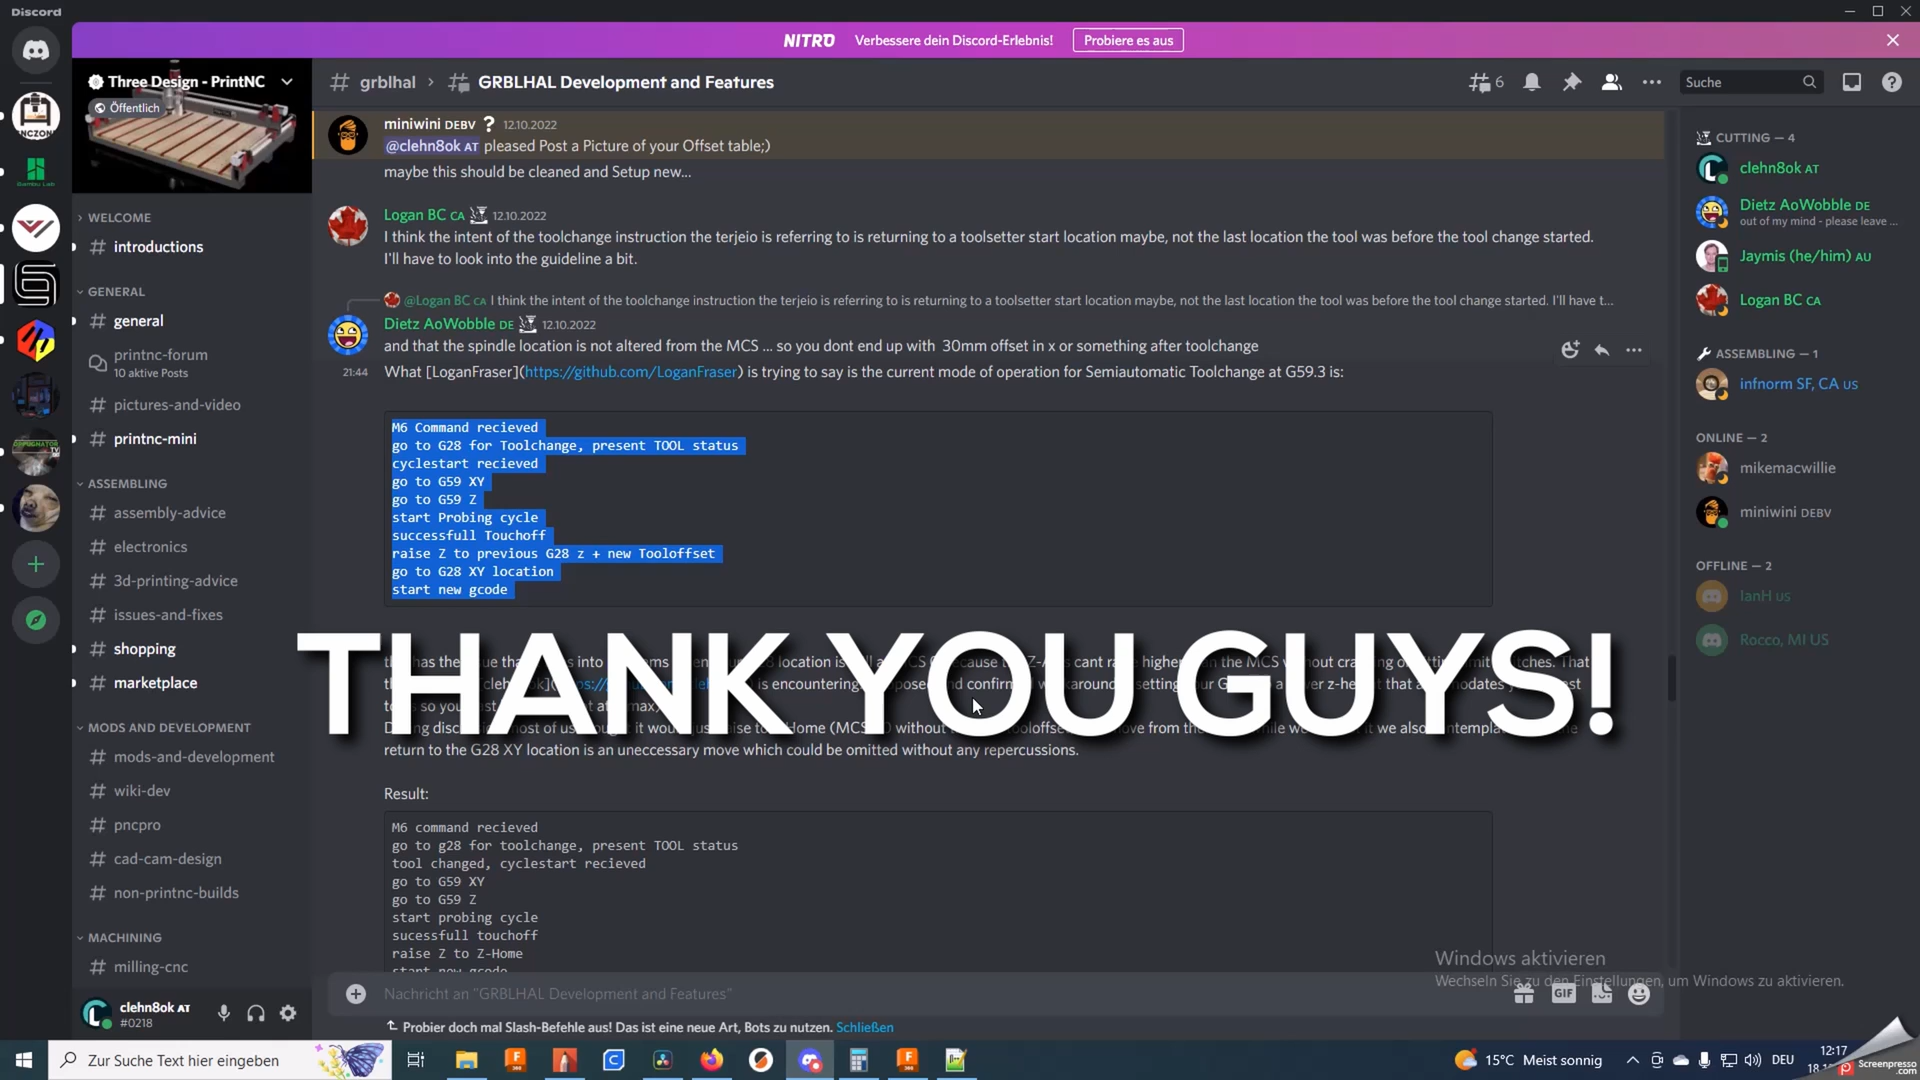 Discord
NITRO Verbessere dein Discord-Erlebnis! Probiere es aus
Three Design - PrintNC
Öffentlich
grblhal > GRBLHAL Development and Features
6
Suche
WELCOME
introductions
GENERAL
general
printnc-forum
10 aktive Posts
pictures-and-video
printnc-mini
ASSEMBLING
assembly-advice
electronics
3d-printing-advice
issues-and-fixes
shopping
marketplace
MODS AND DEVELOPMENT
mods-and-development
wiki-dev
pncpro
cad-cam-design
non-printnc-builds
MACHINING
milling-cnc
clehn8ok AT
#0218
miniwini DEBV ? 12.10.2022
@clehn8ok AT pleased Post a Picture of your Offset table;)
maybe this should be cleaned and Setup new...
Logan BC CA 12.10.2022
I think the intent of the toolchange instruction the terjeio is referring to is returning to a toolsetter start location maybe, not the last location the tool was before the tool change started.
I'll have to look into the guideline a bit.
@Logan BC CA I think the intent of the toolchange instruction the terjeio is referring to is returning to a toolsetter start location maybe, not the last location the tool was before the tool change started. I'll have t...
Dietz AoWobble DE 12.10.2022
and that the spindle location is not altered from the MCS ... so you dont end up with 30mm offset in x or something after toolchange
21:44 What [LoganFraser](https://github.com/LoganFraser) is trying to say is the current mode of operation for Semiautomatic Toolchange at G59.3 is:
M6 Command recieved
go to G28 for Toolchange, present TOOL status
cyclestart recieved
go to G59 XY
go to G59 Z
start Probing cycle
successfull Touchoff
raise Z to previous G28 z + new Tooloffset
go to G28 XY location
start new gcode
THANK YOU GUYS!
return to the G28 XY location is an uneccessary move which could be omitted without any repercussions.
Result:
M6 command recieved
go to g28 for toolchange, present TOOL status
tool changed, cyclestart recieved
go to G59 XY
go to G59 Z
start probing cycle
sucessfull touchoff
raise Z to Z-Home
start new gcode
Nachricht an "GRBLHAL Development and Features"
GIF
Probier doch mal Slash-Befehle aus! Das ist eine neue Art, Bots zu nutzen. Schließen
CUTTING — 4
clehn8ok AT
Dietz AoWobble DE
out of my mind - please leave ...
Jaymis (he/him) AU
Logan BC CA
ASSEMBLING — 1
infnorm SF, CA US
ONLINE — 2
mikemacwillie
miniwini DEBV
OFFLINE — 2
IanH US
Rocco, MI US
Windows aktivieren
Wechseln Sie zu den Einstellungen, um Windows zu aktivieren.
Zur Suche Text hier eingeben
15°C Meist sonnig
DEU
12:17
Screenpresso
.com